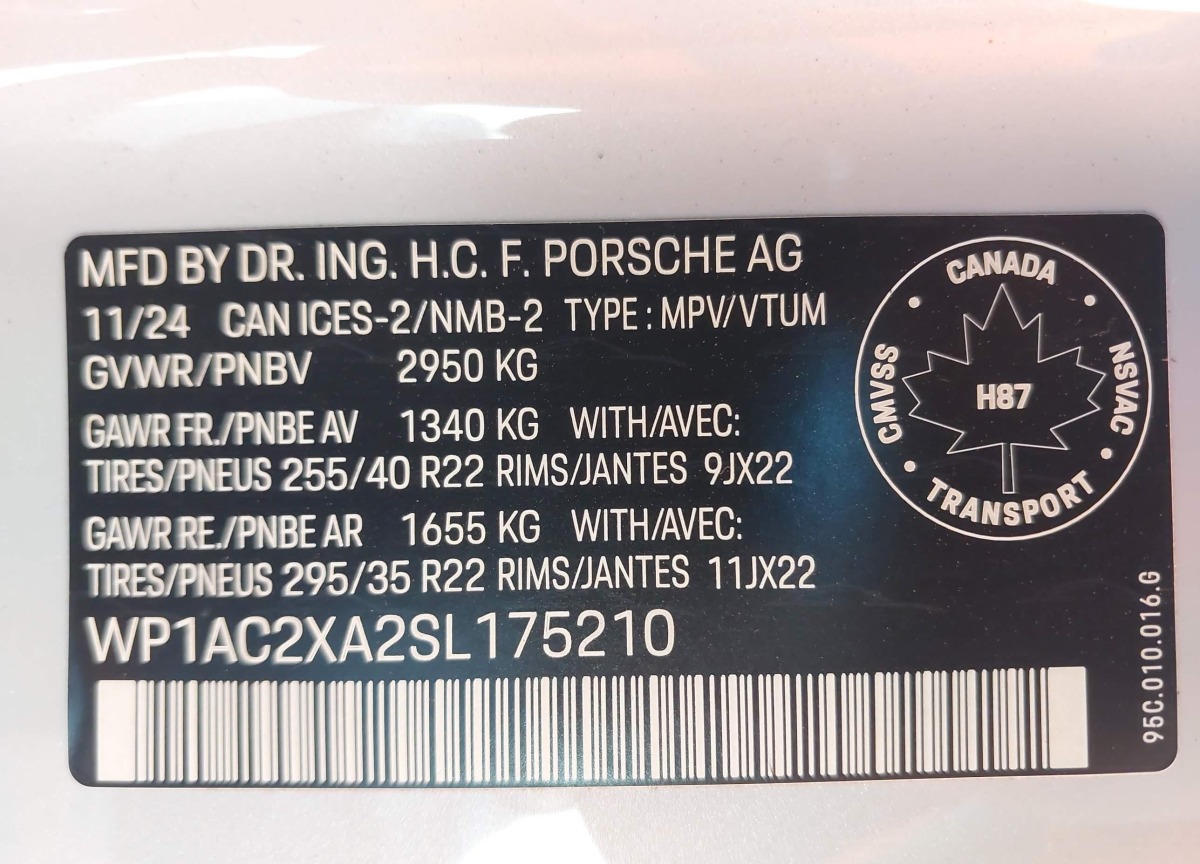 MFD BY DR. ING. H.C. F. PORSCHE AG
11/24 CAN ICES-2/NMB-2 TYPE : MPV/VTUM
GVWR/PNBV 2950 KG
GAWR FR./PNBE AV 1340 KG WITH/AVEC:
TIRES/PNEUS 255/40 R22 RIMS/JANTES 9JX22
GAWR RE./PNBE AR 1655 KG WITH/AVEC:
TIRES/PNEUS 295/35 R22 RIMS/JANTES 11JX22
WP1AC2XA2SL175210
CANADA
CMVSS
H87
NSVAC
TRANSPORT
95C.010.016.G